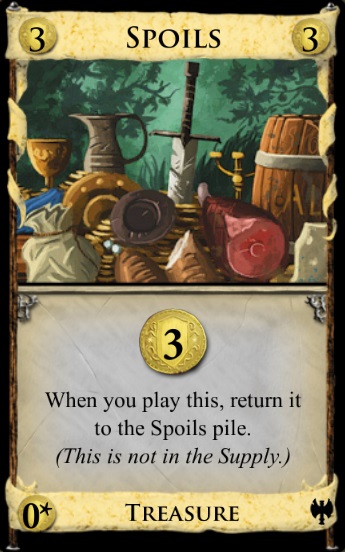 3 SPOILS 3
AL
3
When you play this, return it
to the Spoils pile.
(This is not in the Supply.)
0* TREASURE